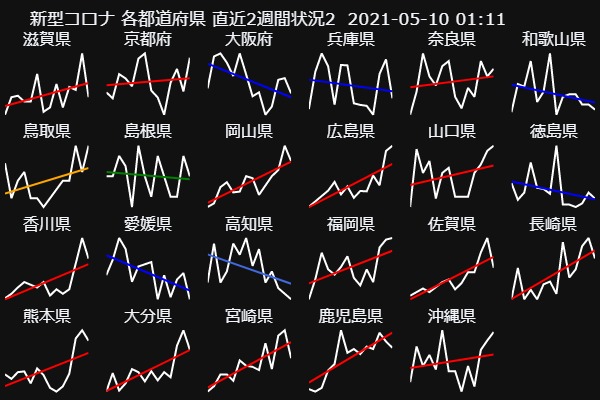 新型コロナ 各都道府県 直近2週間状況2 2021-05-10 01:11
滋賀県 京都府 大阪府 兵庫県 奈良県 和歌山県
鳥取県 島根県 岡山県 広島県 山口県 徳島県
香川県 愛媛県 高知県 福岡県 佐賀県 長崎県
熊本県 大分県 宮崎県 鹿児島県 沖縄県